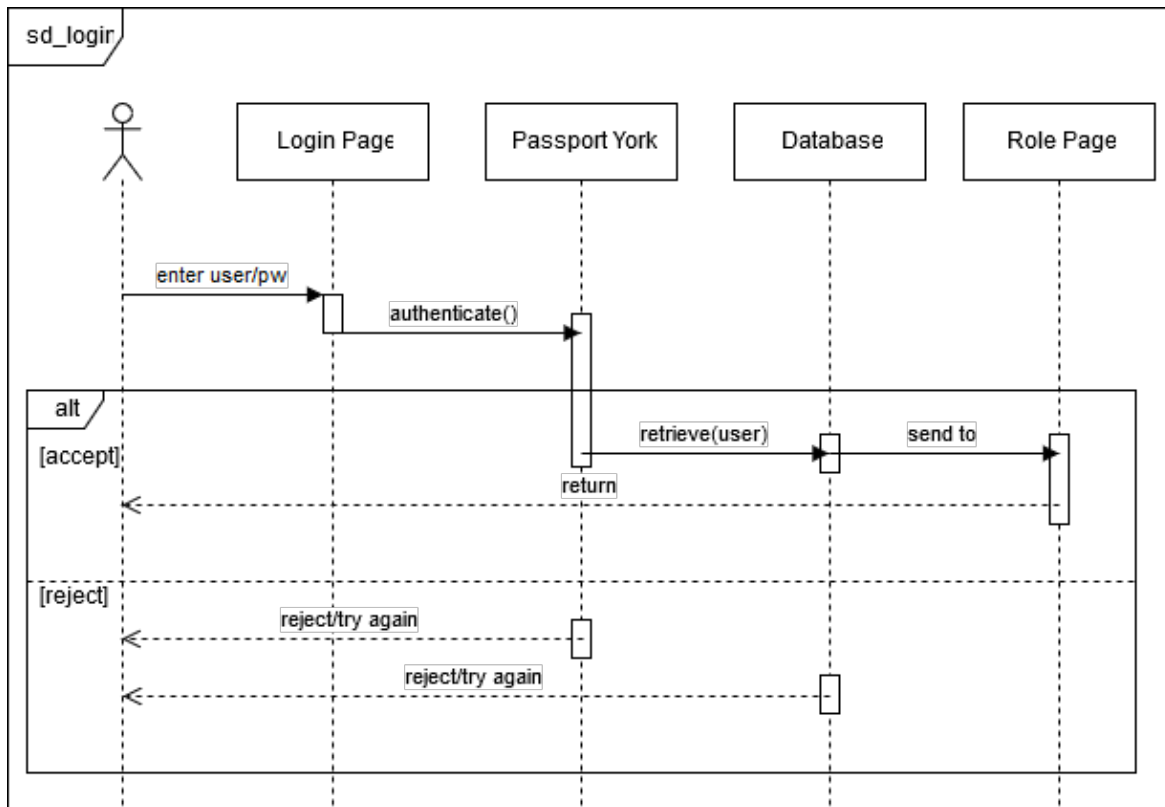 sd_login
Login Page
Passport York
Database
Role Page
enter user/pw
authenticate()
alt
retrieve(user)
send to
[accept]
return
[reject]
reject/try again
reject/try again